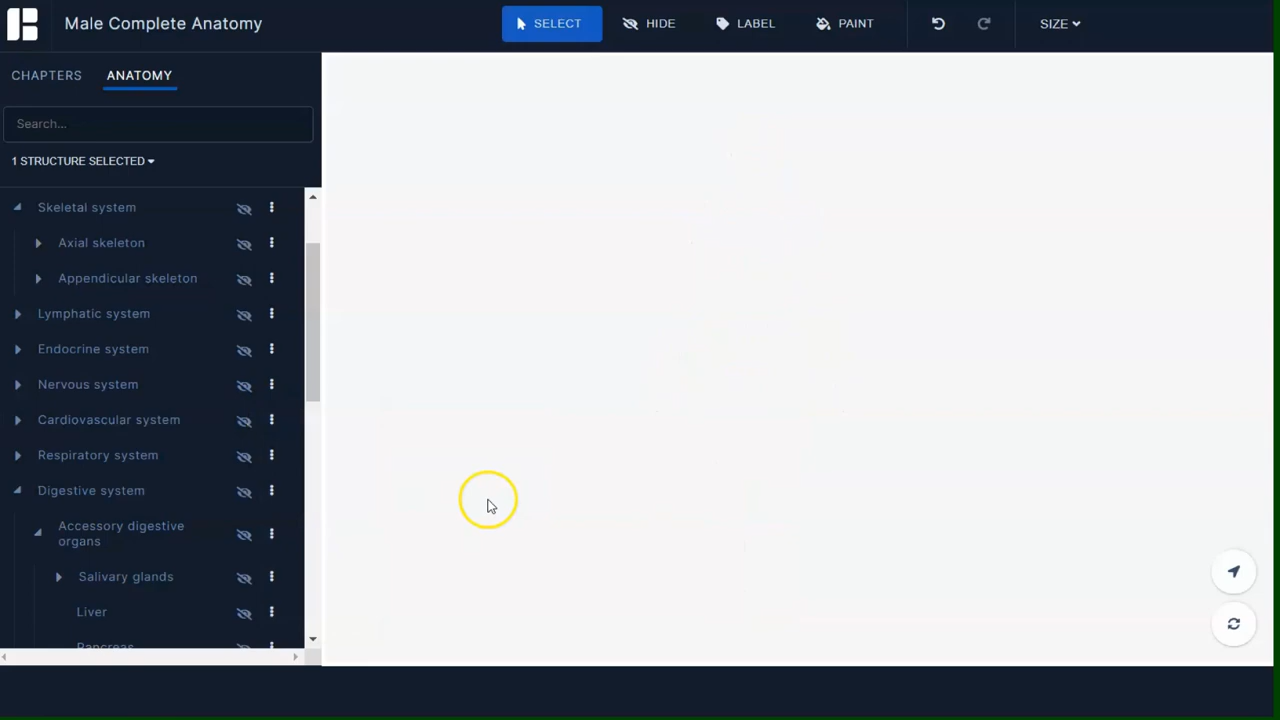 Male Complete Anatomy
SELECT
HIDE
LABEL
PAINT
SIZE
CHAPTERS
ANATOMY
Search...
1 STRUCTURE SELECTED
Skeletal system
Axial skeleton
Appendicular skeleton
Lymphatic system
Endocrine system
Nervous system
Cardiovascular system
Respiratory system
Digestive system
Accessory digestive
organs
Salivary glands
Liver
Pancreas